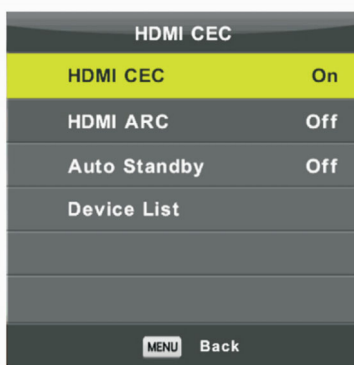 HDMI CEC
HDMI CEC On
HDMI ARC Off
Auto Standby Off
Device List
MENU Back